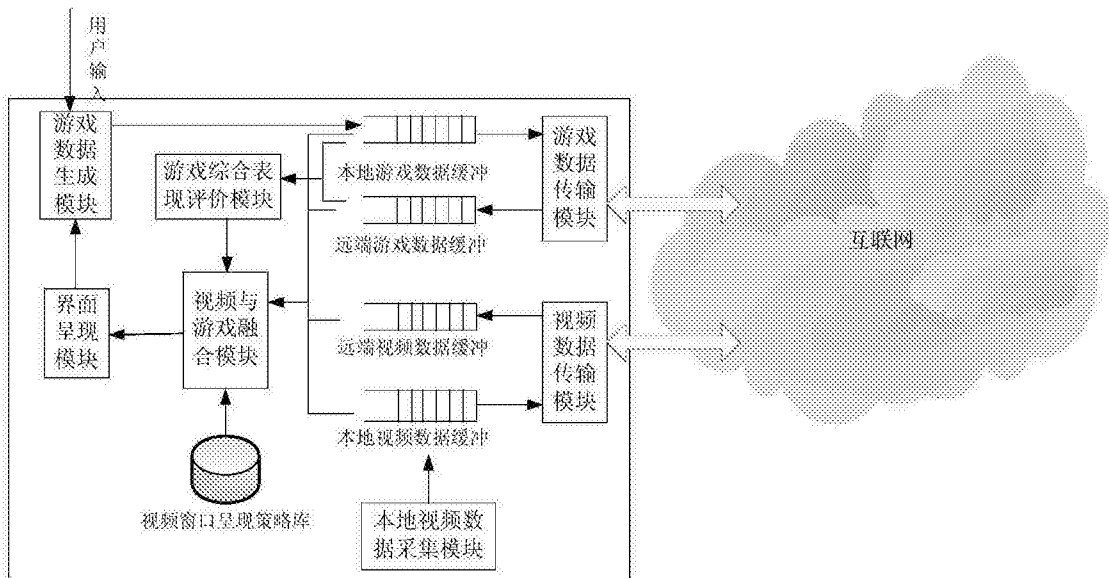 用
户
输
入
游戏
数据
生成
模块
游戏综合表
现评价模块
本地游戏数据缓冲
游戏
数据
传输
模块
远端游戏数据缓冲
互联网
界面
呈现
模块
视频与
游戏融
合模块
远端视频数据缓冲
视频
数据
传输
模块
本地视频数据缓冲
视频窗口呈现策略库
本地视频数
据采集模块